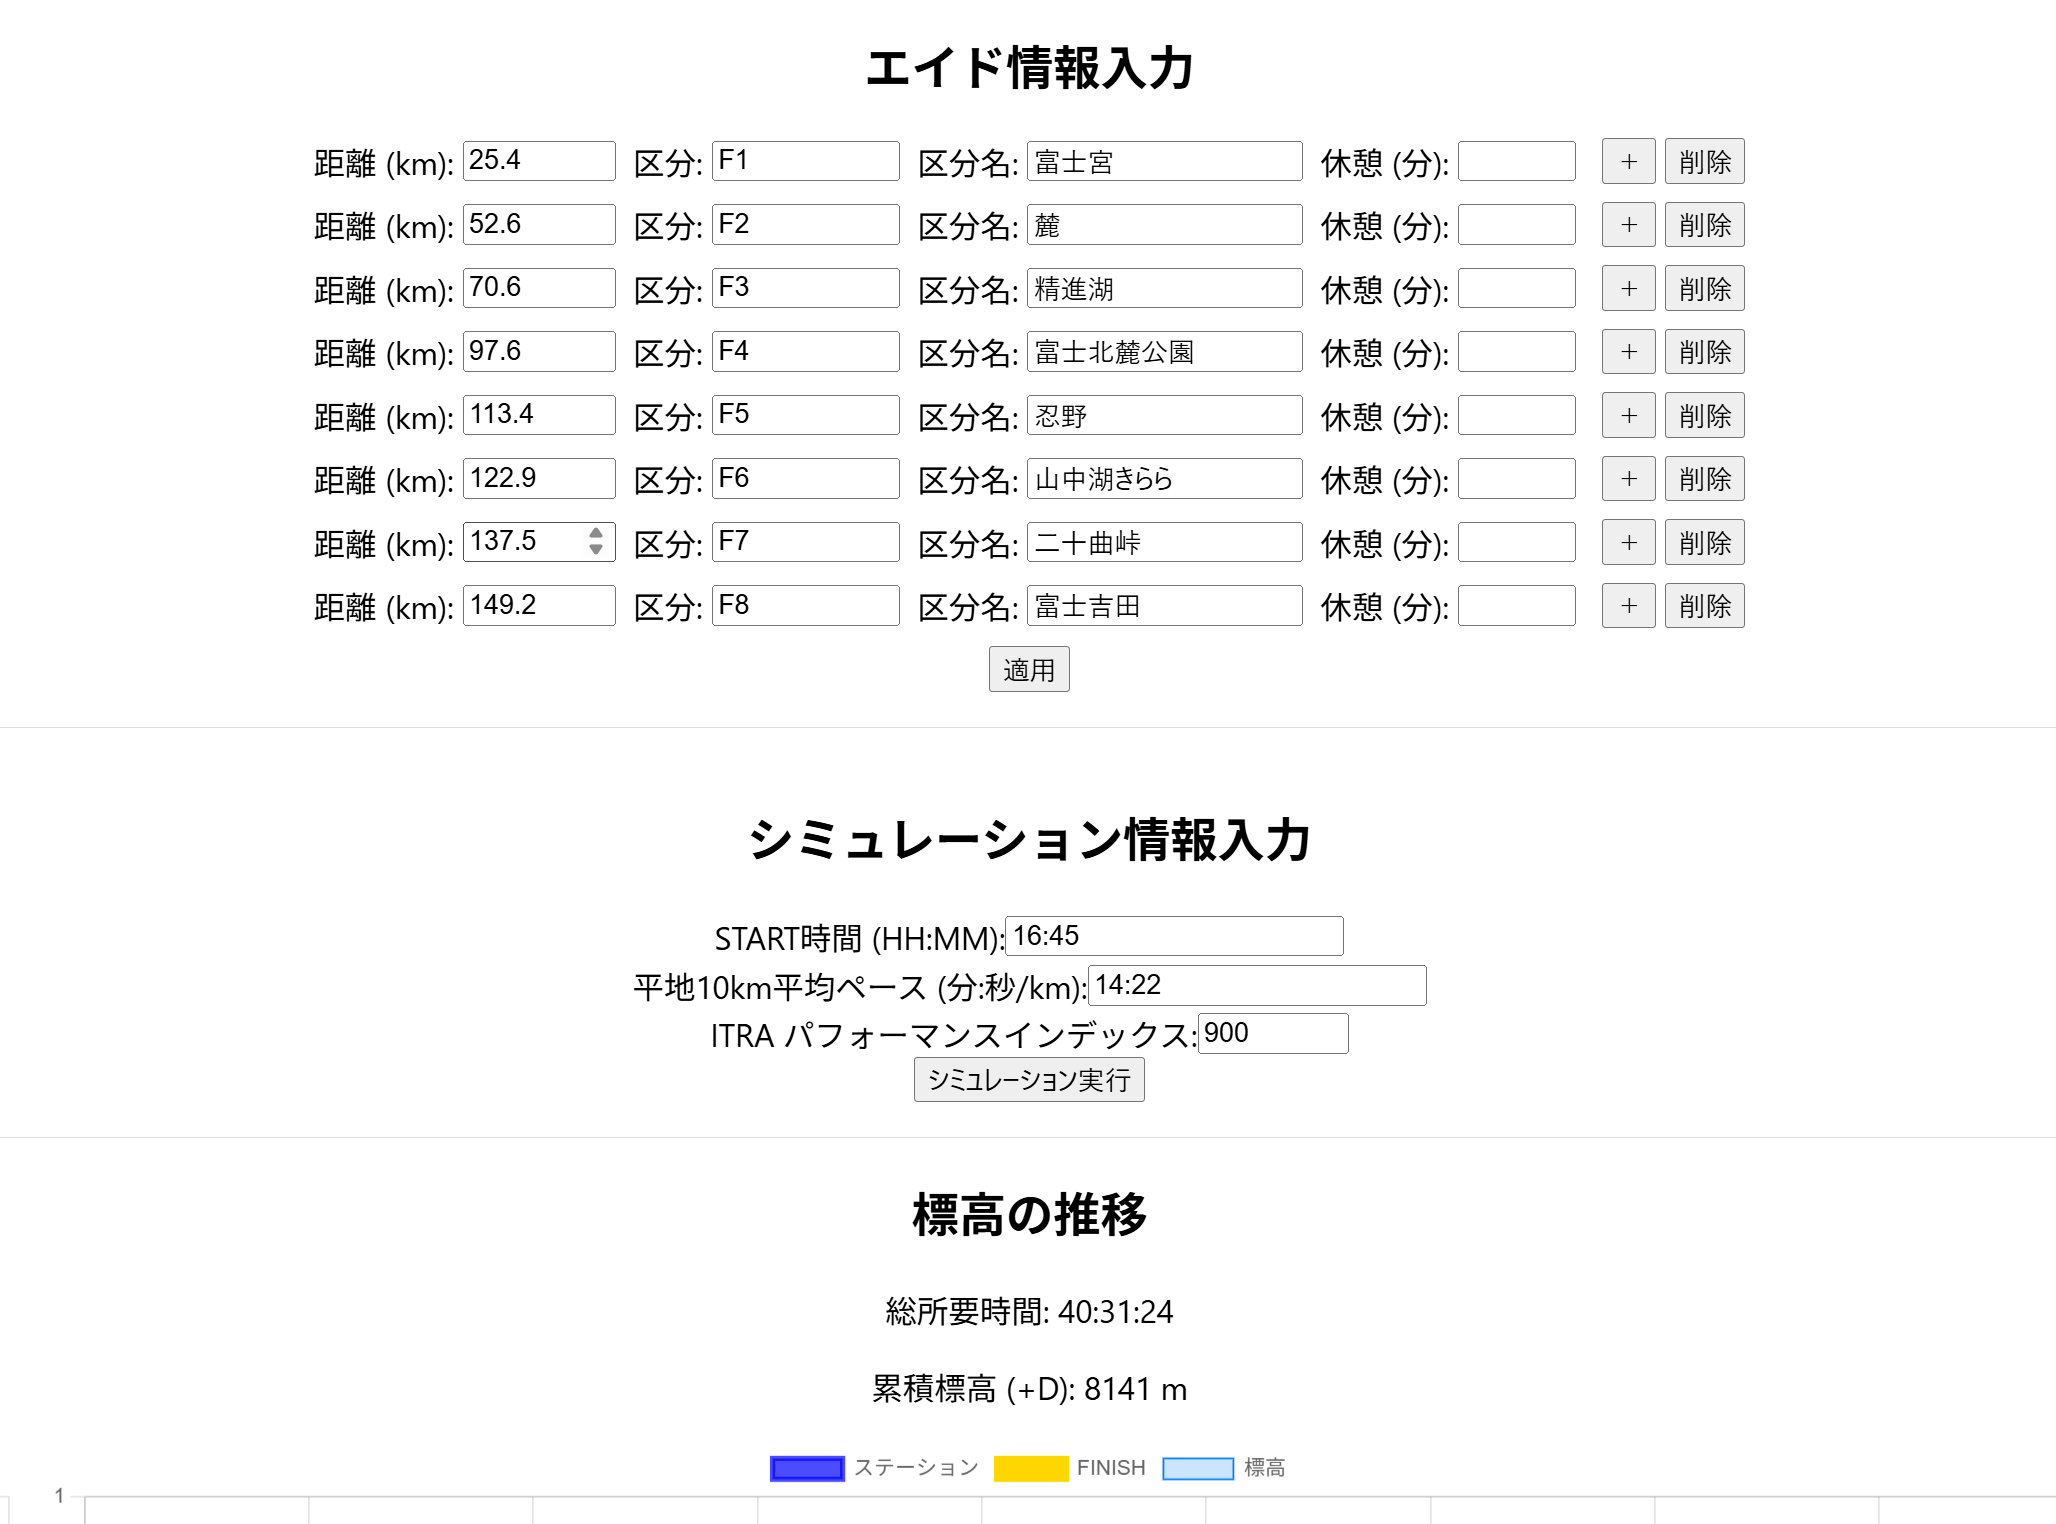 エイド情報入力
距離 (km): 25.4 区分: F1 区分名: 富士宮 休憩 (分): + 削除
距離 (km): 52.6 区分: F2 区分名: 麓 休憩 (分): + 削除
距離 (km): 70.6 区分: F3 区分名: 精進湖 休憩 (分): + 削除
距離 (km): 97.6 区分: F4 区分名: 富士北麓公園 休憩 (分): + 削除
距離 (km): 113.4 区分: F5 区分名: 忍野 休憩 (分): + 削除
距離 (km): 122.9 区分: F6 区分名: 山中湖きらら 休憩 (分): + 削除
距離 (km): 137.5 区分: F7 区分名: 二十曲峠 休憩 (分): + 削除
距離 (km): 149.2 区分: F8 区分名: 富士吉田 休憩 (分): + 削除
適用
シミュレーション情報入力
START時間 (HH:MM): 16:45
平地10km平均ペース (分:秒/km): 14:22
ITRA パフォーマンスインデックス: 900
シミュレーション実行
標高の推移
総所要時間: 40:31:24
累積標高 (+D): 8141 m
ステーション FINISH 標高
1